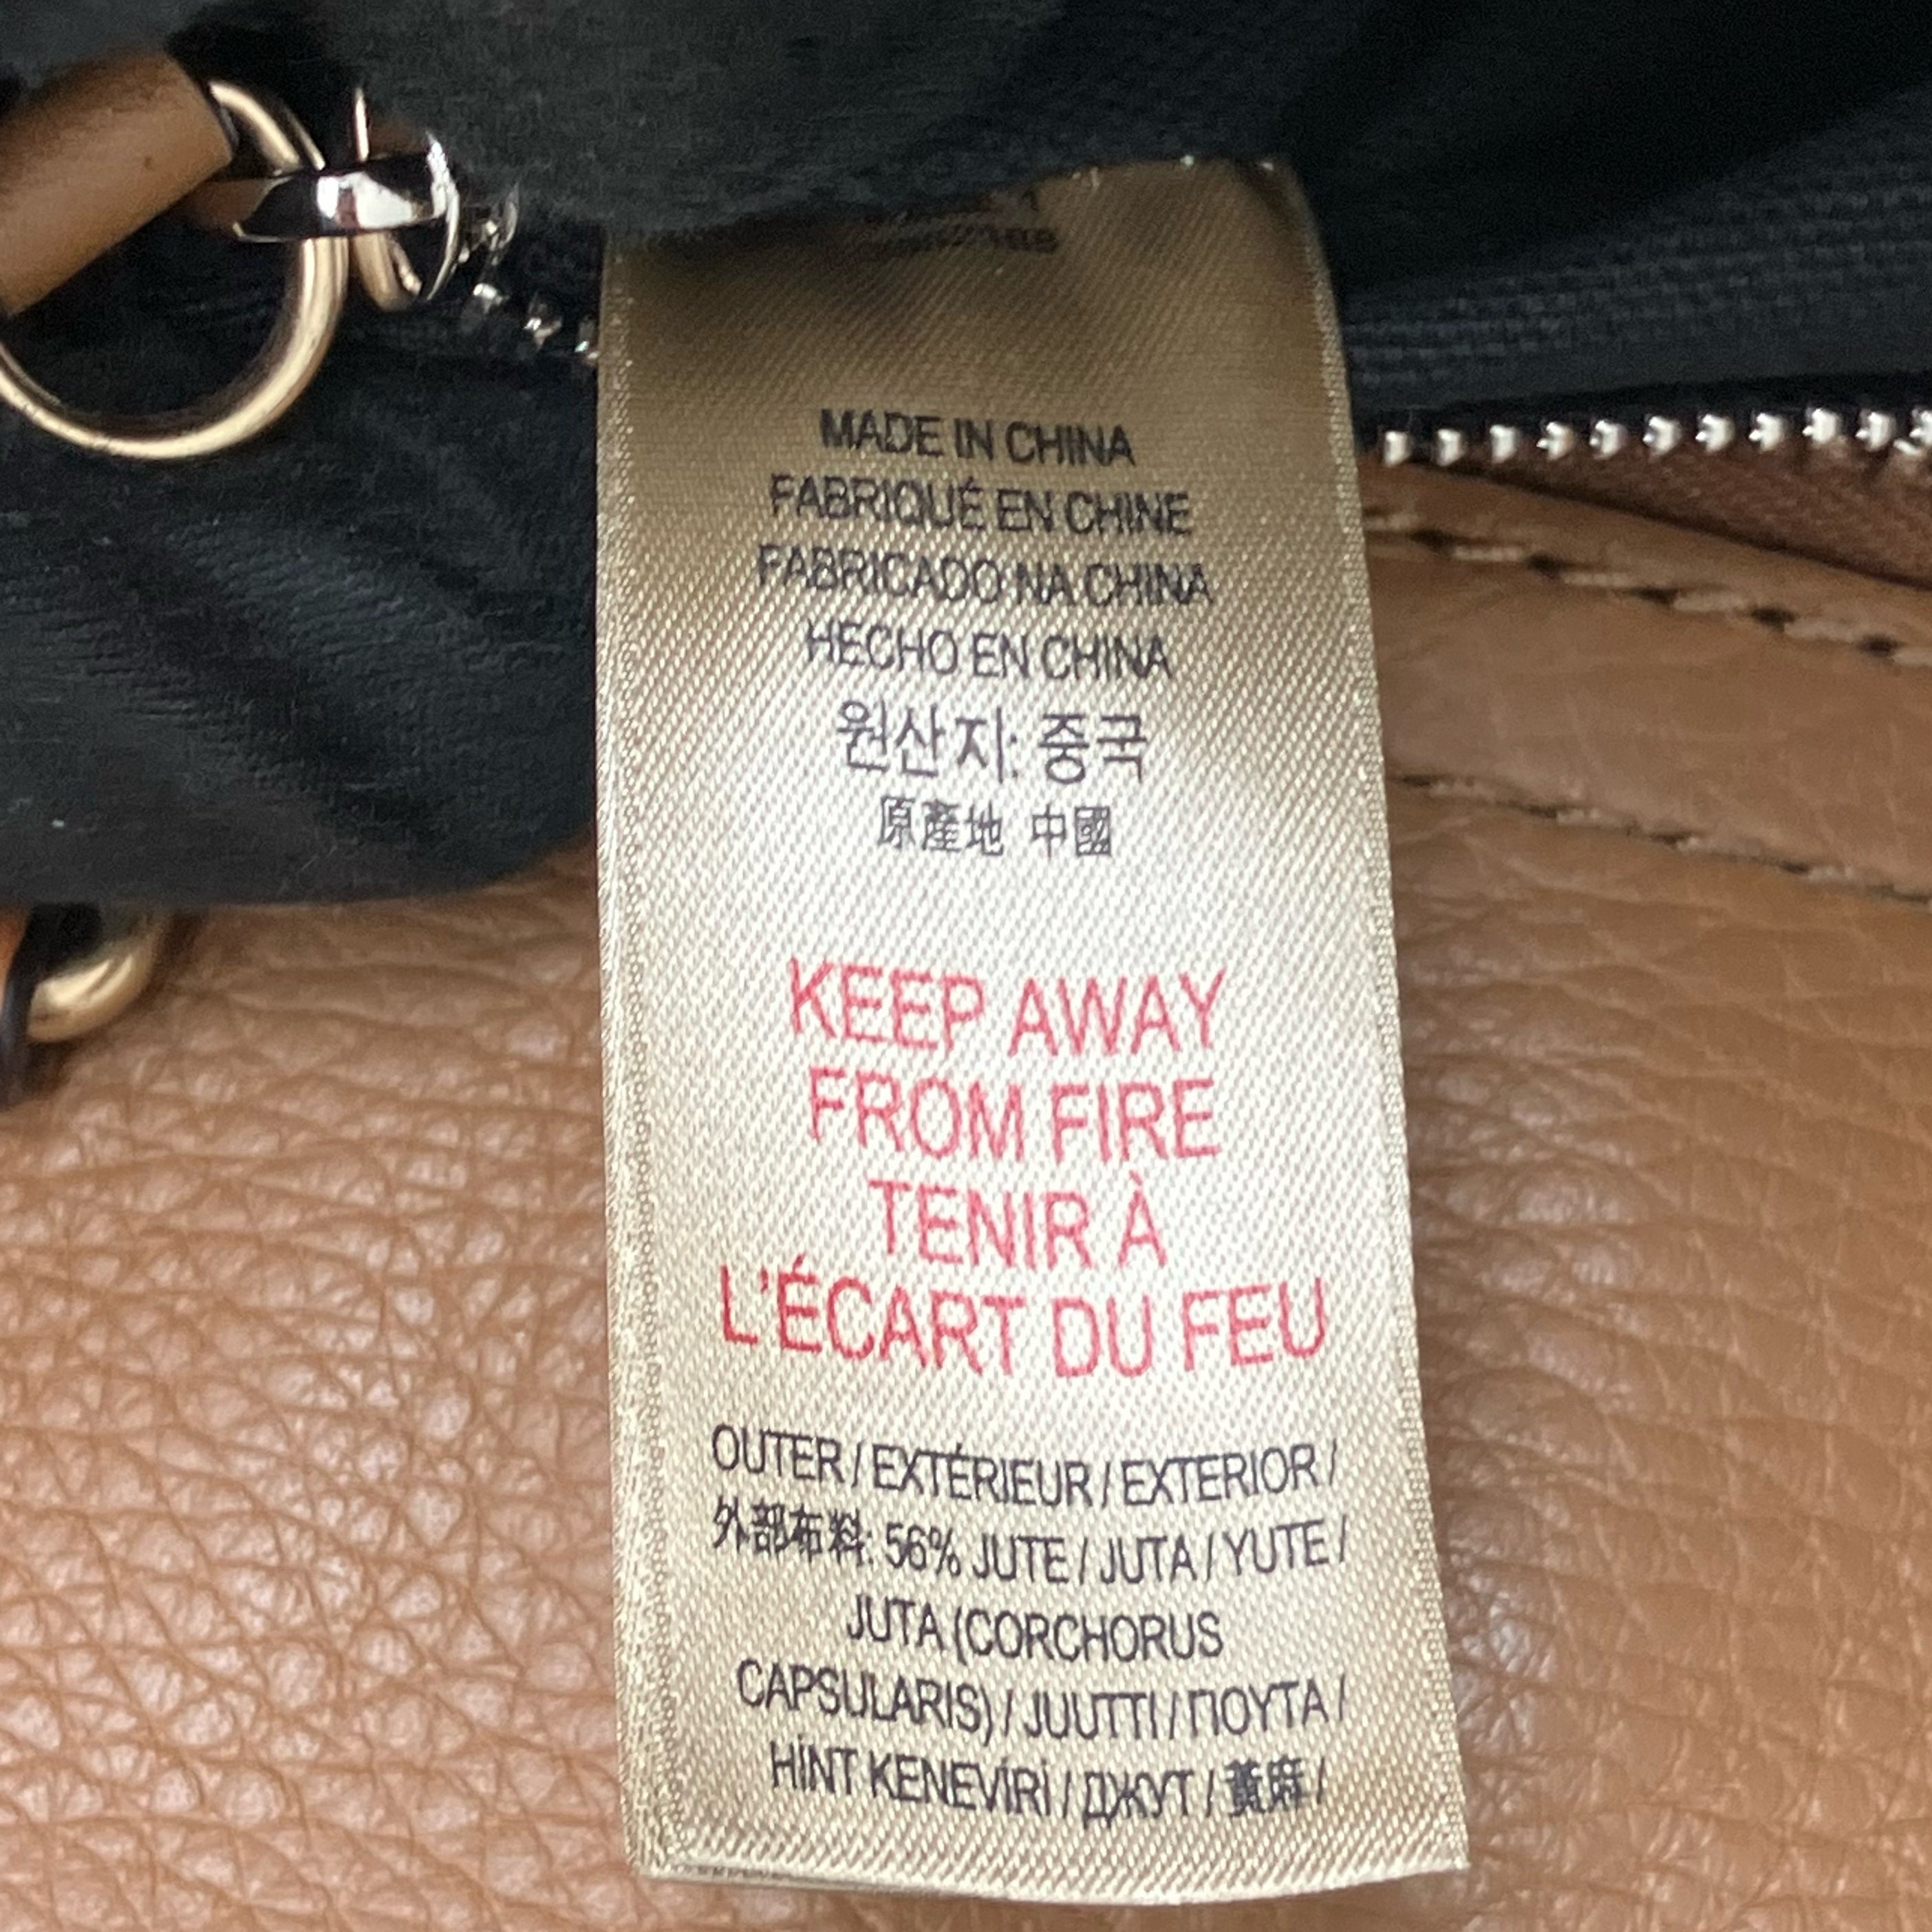 MADE IN CHINA
FABRIQUÉ EN CHINE
FABRICADO NA CHINA
HECHO EN CHINA
원산지: 중국
原產地 中國
KEEP AWAY
FROM FIRE
TENIR À
L'ÉCART DU FEU
OUTER / EXTÉRIEUR / EXTERIOR /
外部布料: 56% JUTE / JUTA / YUTE /
JUTA (CORCHORUS
CAPSULARIS) / JUUTTI / ΓΙΟΥΤΑ /
HİNT KENEVİRİ / ДЖУТ / 黃麻 /